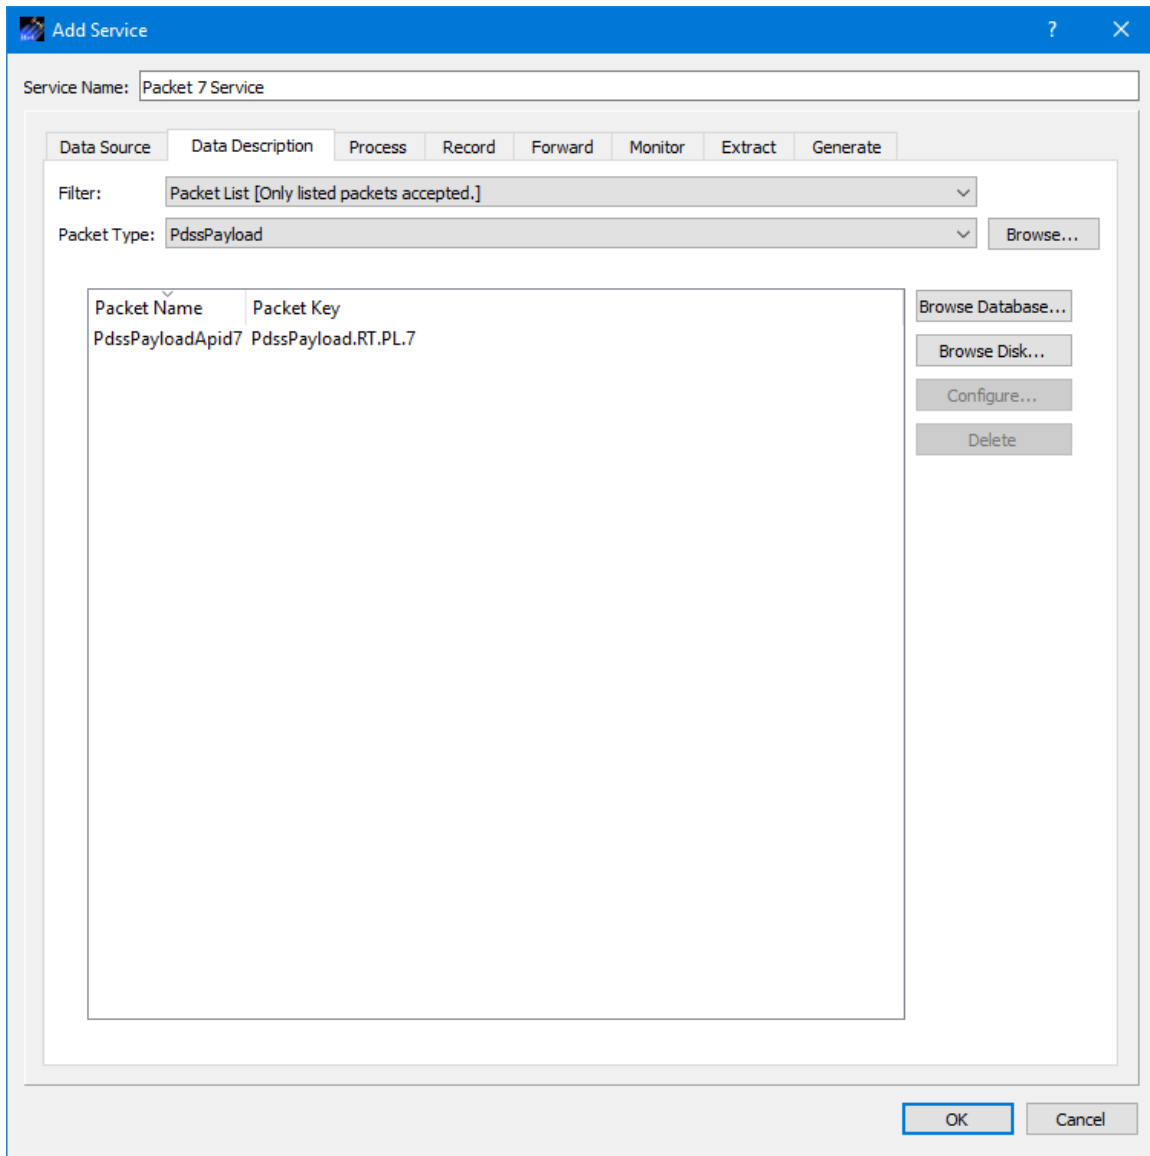 Add Service
Service Name: Packet 7 Service
Data Source Data Description Process Record Forward Monitor Extract Generate
Filter: Packet List [Only listed packets accepted.]
Packet Type: PdssPayload Browse...
Packet Name Packet Key Browse Database...
PdssPayloadApid7 PdssPayload.RT.PL.7
Browse Disk...
Configure...
Delete
OK Cancel